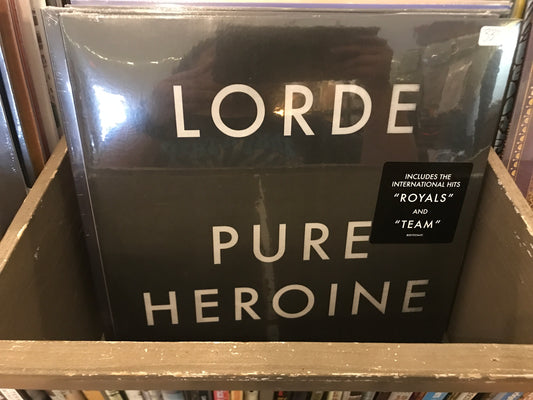 LORDE
PURE
HEROINE
INCLUDES THE
INTERNATIONAL HITS
"ROYALS"
AND
"TEAM"